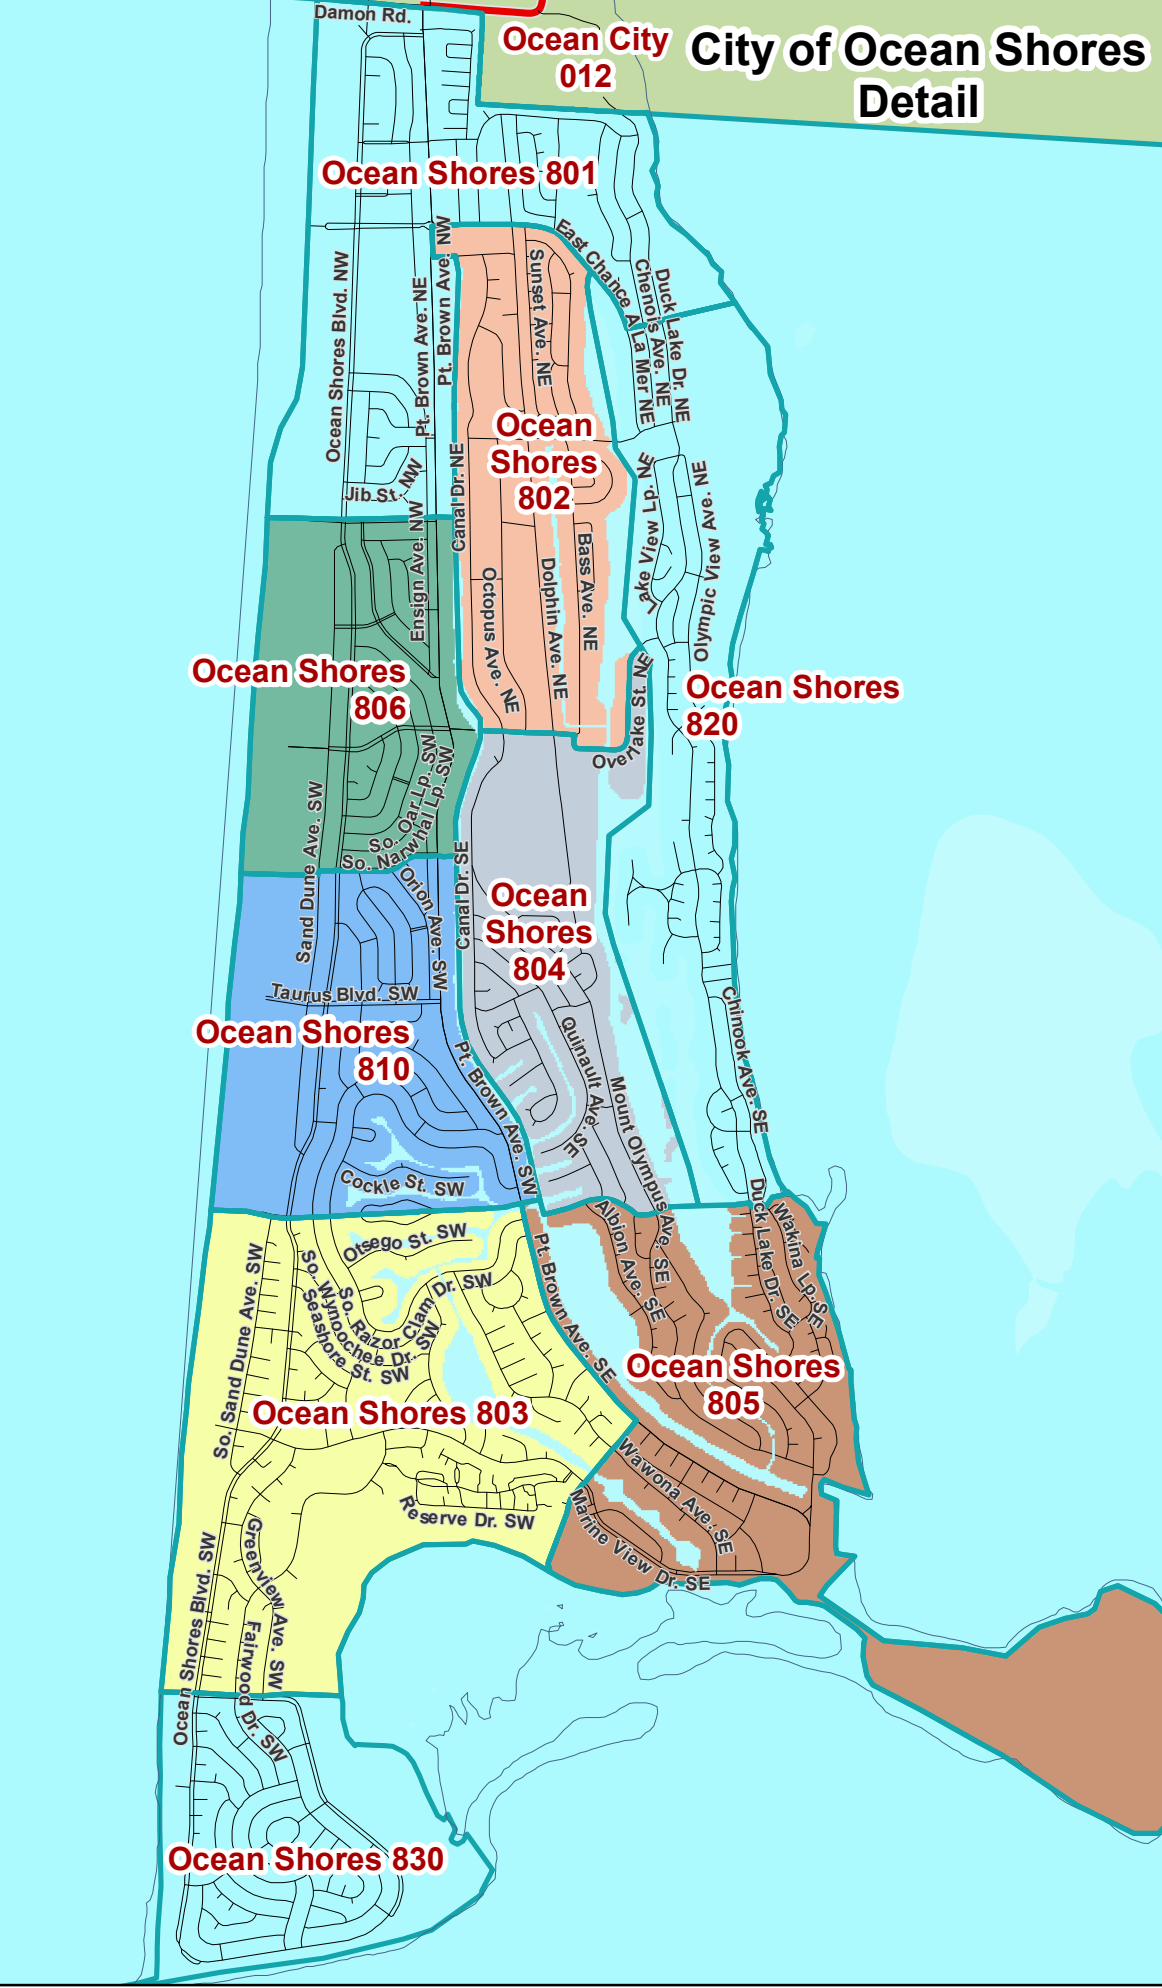 Damon Rd.
Ocean City
012
City of Ocean Shores
Detail
Ocean Shores 801
Ocean Shores Blvd. NW
Pt. Brown Ave. NE
Pt. Brown Ave. NW
Sunset Ave. NE
East Chance A La Mer NE
Chenois Ave. NE
Duck Lake Dr. NE
Ocean
Shores
802
Jib St. NW
Canal Dr. NE
Lake View Lp. NE
Olympic View Ave. NE
Ensign Ave. NW
Octopus Ave. NE
Dolphin Ave. NE
Bass Ave. NE
Ocean Shores
806
Ocean Shores
820
Overlake St. NE
Sand Dune Ave. SW
So. Oar Lp. SW
So. Narwhal Lp. SW
Orion Ave. SW
Canal Dr. SE
Ocean
Shores
804
Taurus Blvd. SW
Ocean Shores
810
Pt. Brown Ave. SW
Quinault Ave. SE
Mount Olympus Ave. SE
Chinook Ave. SE
Cockle St. SW
Otsego St. SW
Albion Ave. SE
Duck Lake Dr. SE
Wakina Lp. SE
So. Sand Dune Ave. SW
So. Razor Clam Dr. SW
So. Wynoochee Dr. SW
Seashore St. SW
Pt. Brown Ave. SE
Ocean Shores
805
Ocean Shores 803
Wawona Ave. SE
Reserve Dr. SW
Marine View Dr. SE
Greenview Ave. SW
Ocean Shores Blvd. SW
Fairwood Dr. SW
Ocean Shores 830